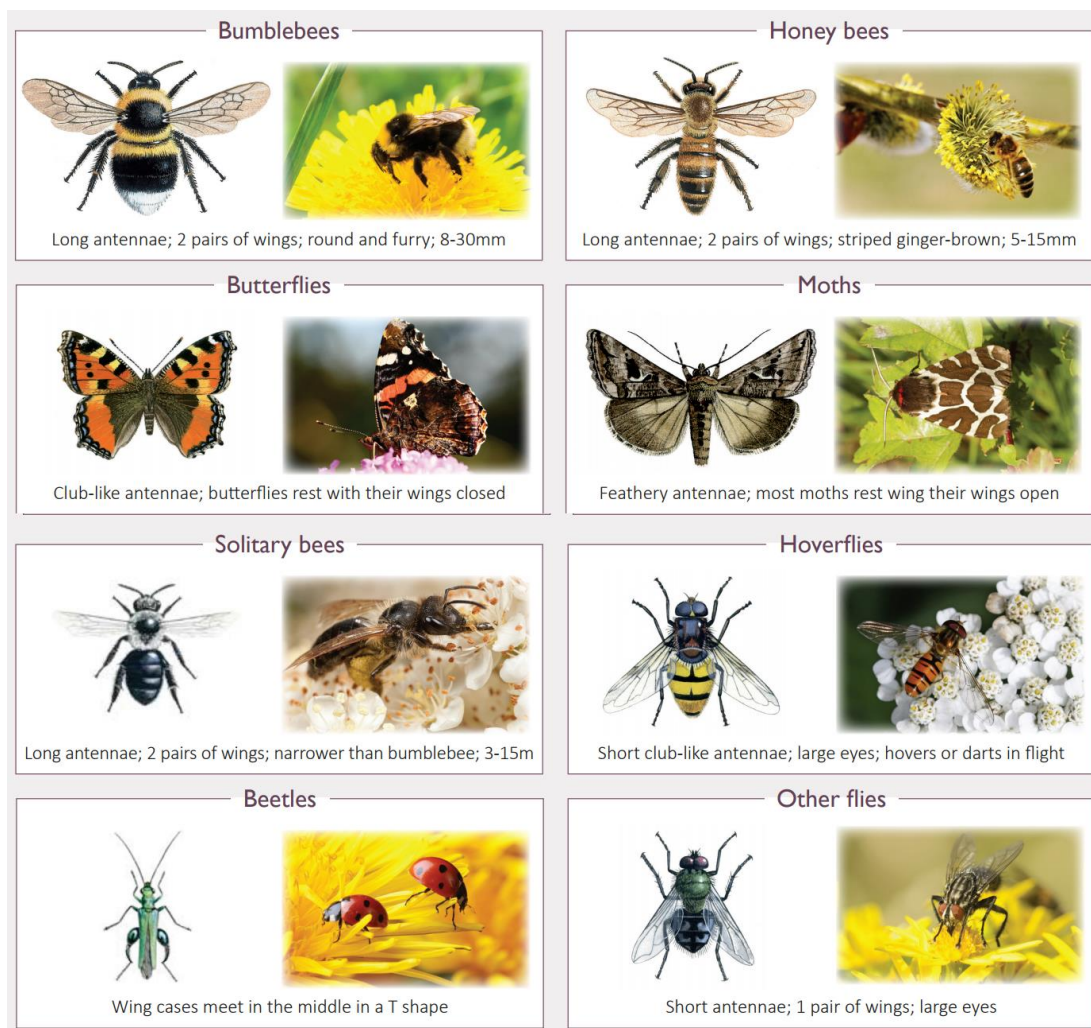 Bumblebees
Long antennae; 2 pairs of wings; round and furry; 8-30mm
Honey bees
Long antennae; 2 pairs of wings; striped ginger-brown; 5-15mm
Butterflies
Club-like antennae; butterflies rest with their wings closed
Moths
Feathery antennae; most moths rest wing their wings open
Solitary bees
Long antennae; 2 pairs of wings; narrower than bumblebee; 3-15m
Hoverflies
Short club-like antennae; large eyes; hovers or darts in flight
Beetles
Wing cases meet in the middle in a T shape
Other flies
Short antennae; 1 pair of wings; large eyes